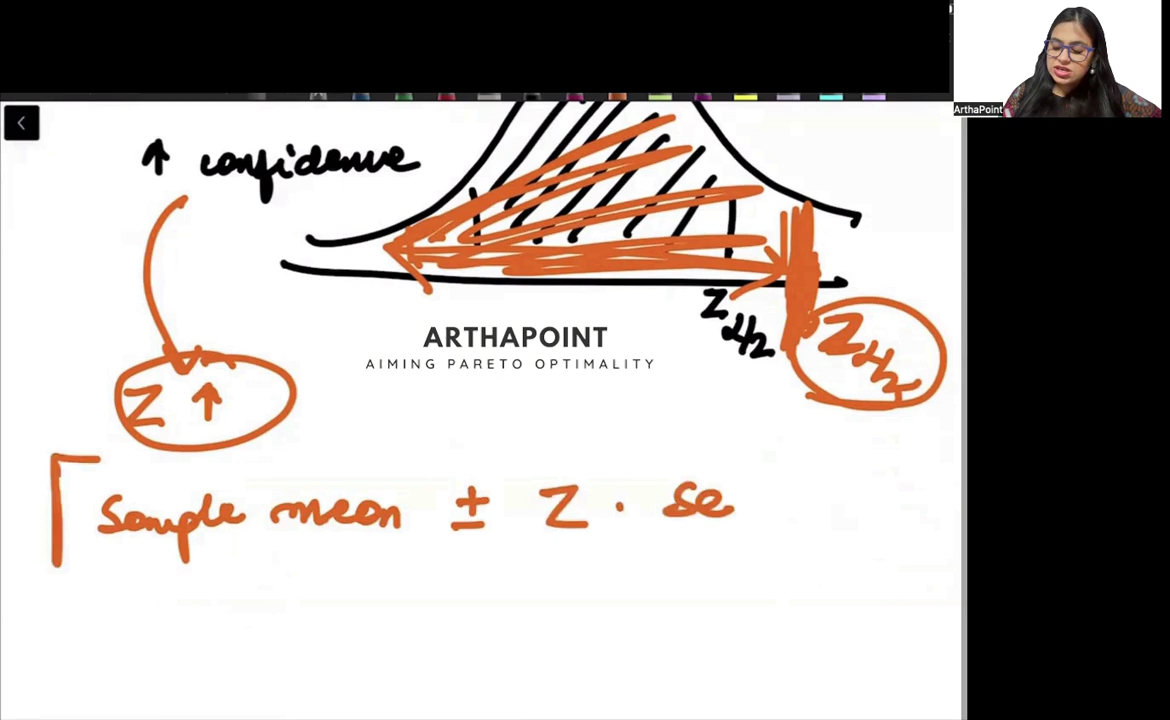 ArthaPoint
↑ confidence
Z α/2
Z α/2
ARTHAPOINT
AIMING PARETO OPTIMALITY
Z ↑
Sample mean ± Z . se